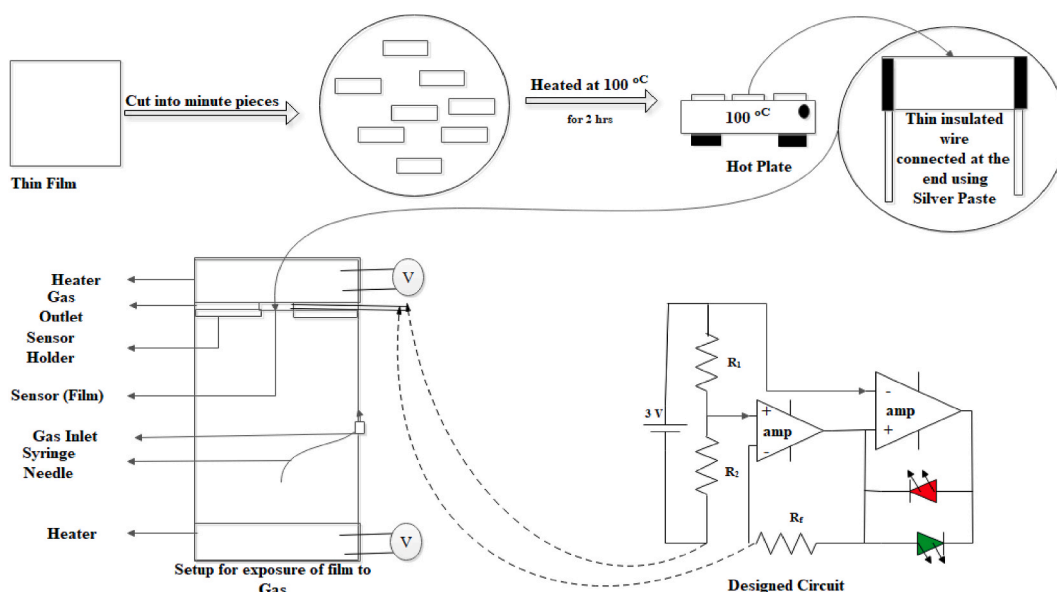 Thin Film
Cut into minute pieces
Heated at 100 °C
for 2 hrs
100 °C
Hot Plate
Thin insulated
wire
connected at the
end using
Silver Paste
Heater
Gas
Outlet
Sensor
Holder
Sensor (Film)
Gas Inlet
Syringe
Needle
Heater
V
V
Setup for exposure of film to
Gas
3 V
R1
R2
+
amp
-
-
amp
+
Rf
Designed Circuit